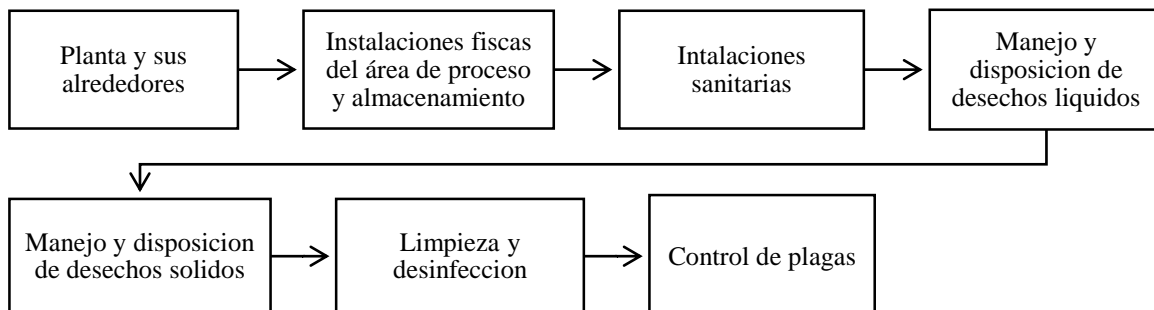 Planta y sus
alrededores
Instalaciones fiscas
del área de proceso
y almacenamiento
Intalaciones
sanitarias
Manejo y
disposicion de
desechos liquidos
Manejo y disposicion
de desechos solidos
Limpieza y
desinfeccion
Control de plagas